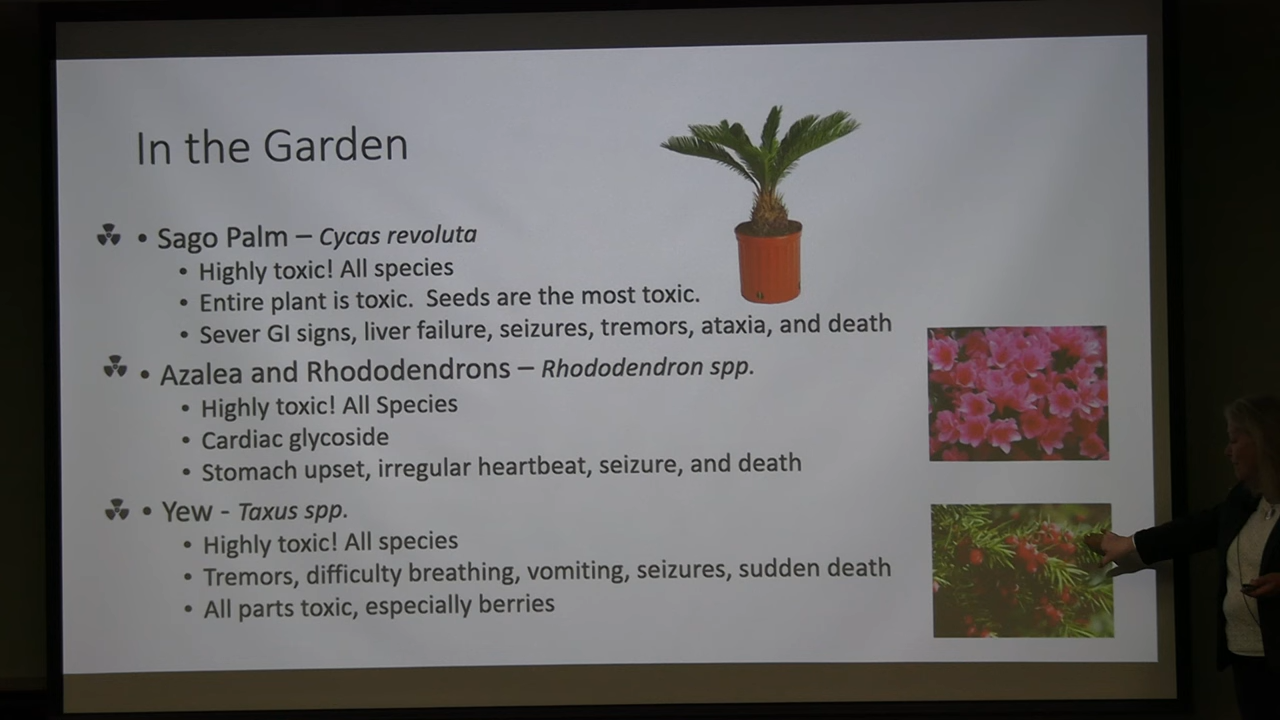 In the Garden
• Sago Palm – Cycas revoluta
• Highly toxic! All species
• Entire plant is toxic. Seeds are the most toxic.
• Sever GI signs, liver failure, seizures, tremors, ataxia, and death
• Azalea and Rhododendrons – Rhododendron spp.
• Highly toxic! All Species
• Cardiac glycoside
• Stomach upset, irregular heartbeat, seizure, and death
• Yew - Taxus spp.
• Highly toxic! All species
• Tremors, difficulty breathing, vomiting, seizures, sudden death
• All parts toxic, especially berries